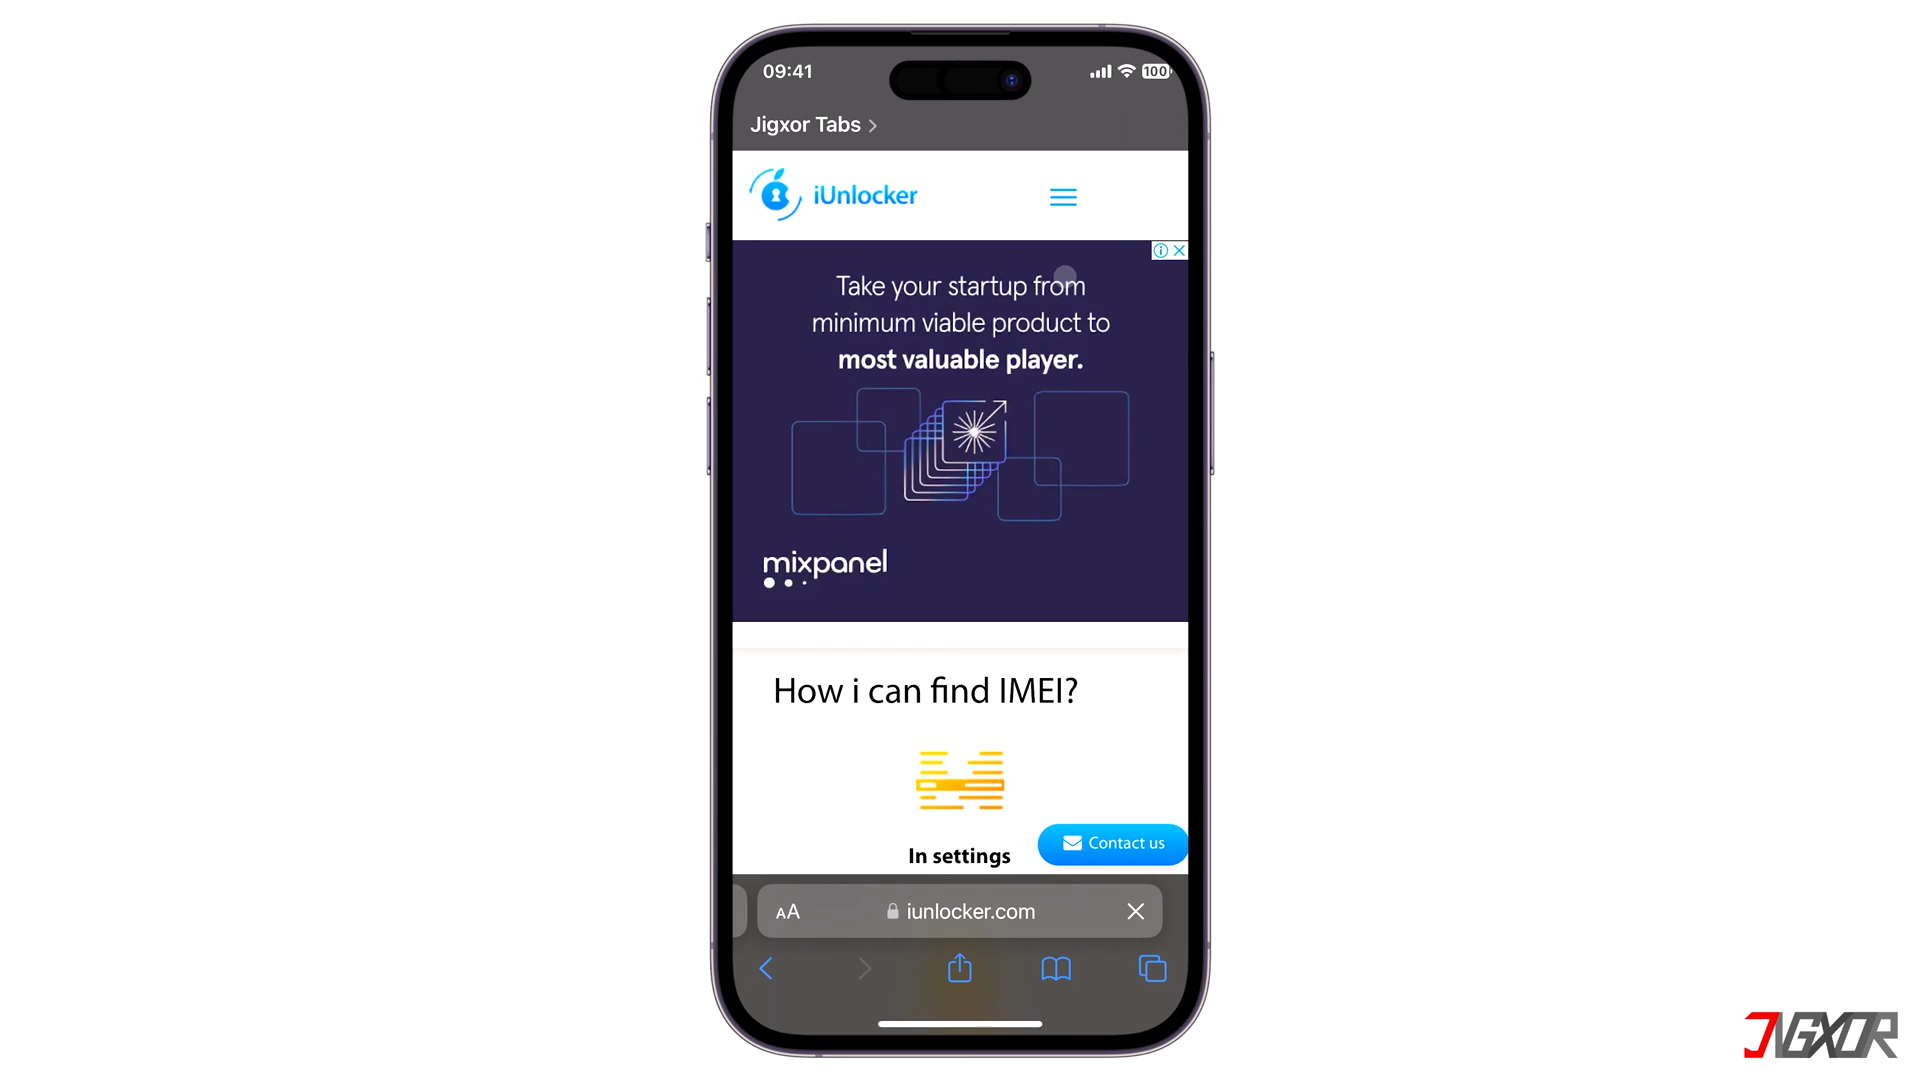 09:41
100
Jigxor Tabs
iUnlocker
Take your startup from
minimum viable product to
most valuable player.
mixpanel
How i can find IMEI?
In settings
Contact us
AA
iunlocker.com
JIGXOR